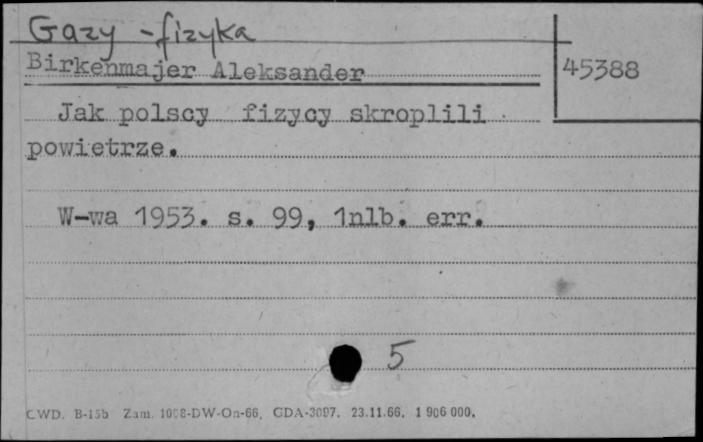 Gazy - fizyka
Birkenmajer Aleksander
45388
Jak polscy fizycy skroplili
powietrze.
W-wa 1953. s. 99, 1nlb. err.
5
CWD. B-15b Zam. 1008-DW-On-66. GDA-3097. 23.11.66. 1 906 000.